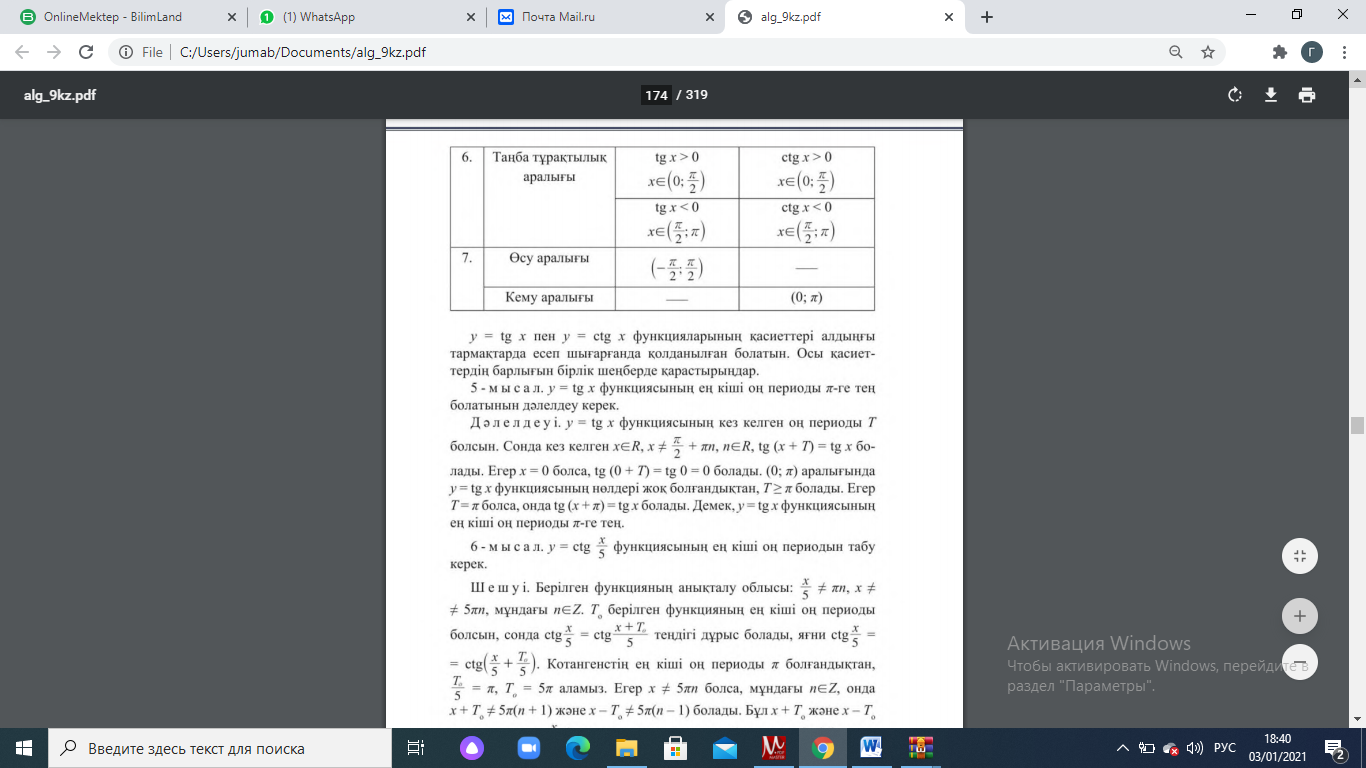 OnlineMektep - BilimLand
(1) WhatsApp
Почта Mail.ru
alg_9kz.pdf
File | C:/Users/jumab/Documents/alg_9kz.pdf
Г
alg_9kz.pdf
174 / 319
6. Таңба тұрақтылық аралығы tg x > 0 x∈(0; π/2) ctg x > 0 x∈(0; π/2)
tg x < 0 x∈(π/2; π) ctg x < 0 x∈(π/2; π)
7. Өсу аралығы (−π/2; π/2) —
Кему аралығы — (0; π)
y = tg x пен y = ctg x функцияларының қасиеттері алдыңғы
тармақтарда есеп шығарғанда қолданылған болатын. Осы қасиет-
тердің барлығын бірлік шеңберде қарастырыңдар.
5 - м ы с а л. y = tg x функциясының ең кіші оң периоды π-ге тең
болатынын дәлелдеу керек.
Д ә л е л д е у і. y = tg x функциясының кез келген оң периоды T
болсын. Сонда кез келген x∈R, x ≠ π/2 + πn, n∈R, tg (x + T) = tg x бо-
лады. Егер x = 0 болса, tg (0 + T) = tg 0 = 0 болады. (0; π) аралығында
y = tg x функциясының нөлдері жоқ болғандықтан, T ≥ π болады. Егер
T = π болса, онда tg (x + π) = tg x болады. Демек, y = tg x функциясының
ең кіші оң периоды π-ге тең.
6 - м ы с а л. y = ctg x/5 функциясының ең кіші оң периодын табу
керек.
Ш е ш у і. Берілген функцияның анықталу облысы: x/5 ≠ πn, x ≠
≠ 5πn, мұндағы n∈Z. T₀ берілген функцияның ең кіші оң периоды
болсын, сонда ctg x/5 = ctg (x + T₀)/5 теңдігі дұрыс болады, яғни ctg x/5 =
= ctg(x/5 + T₀/5). Котангенстің ең кіші оң периоды π болғандықтан,
T₀/5 = π, T₀ = 5π аламыз. Егер x ≠ 5πn болса, мұндағы n∈Z, онда
x + T₀ ≠ 5π(n + 1) және x – T₀ ≠ 5π(n – 1) болады. Бұл x + T₀ және x – T₀
Активация Windows
Чтобы активировать Windows, перейдите в
раздел "Параметры".
Введите здесь текст для поиска
РУС
18:40
03/01/2021
2